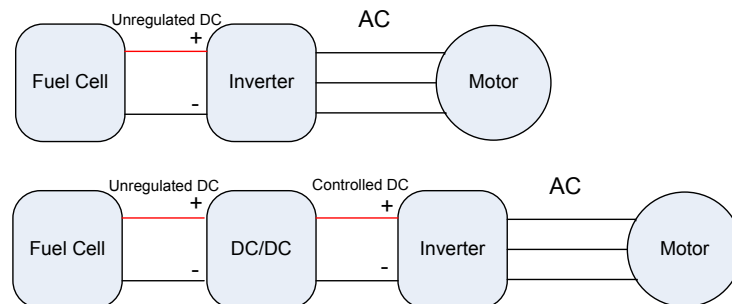 Unregulated DC
AC
+
Fuel Cell
Inverter
Motor
-
Unregulated DC
Controlled DC
AC
+
+
Fuel Cell
DC/DC
Inverter
Motor
-
-